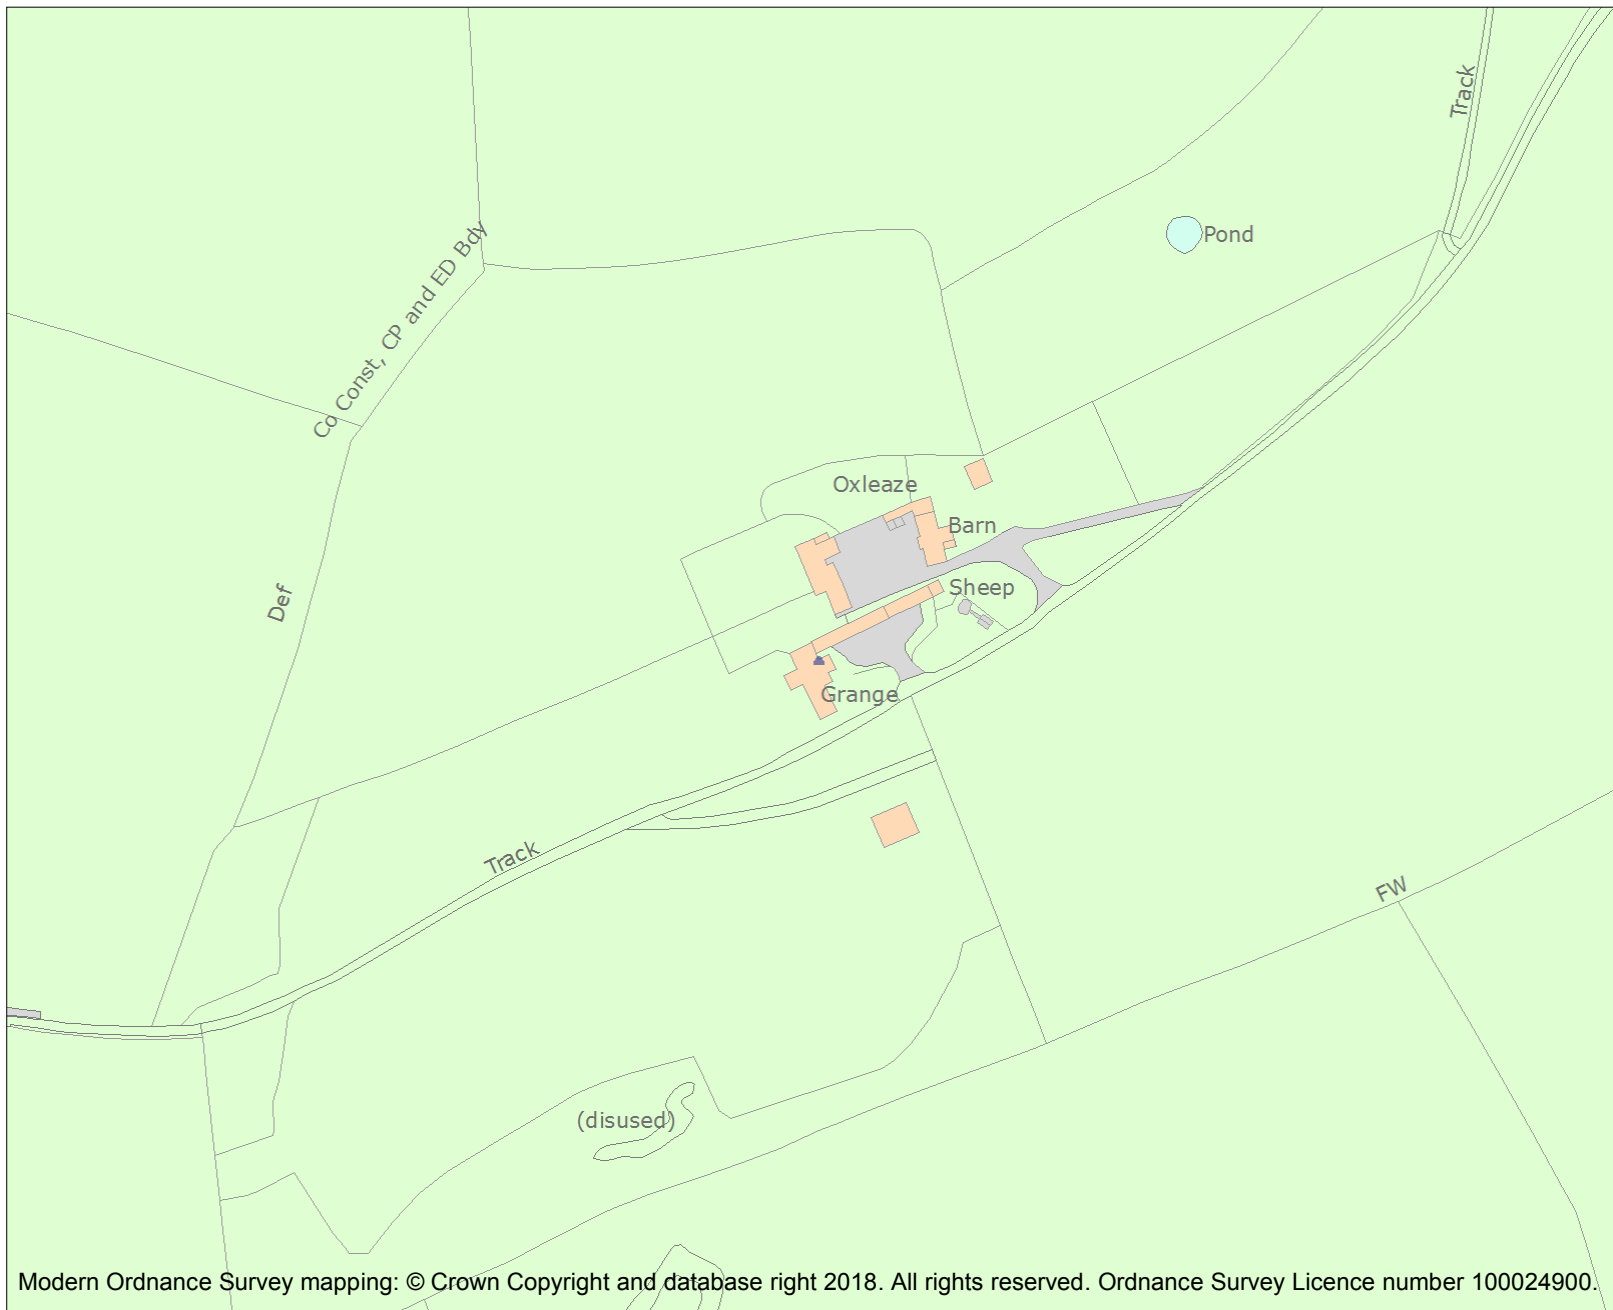 Track
Pond
Co Const, CP and ED Bdy
Oxleaze
Barn
Sheep
Def
Grange
Track
FW
(disused)
Modern Ordnance Survey mapping: © Crown Copyright and database right 2018. All rights reserved. Ordnance Survey Licence number 100024900.